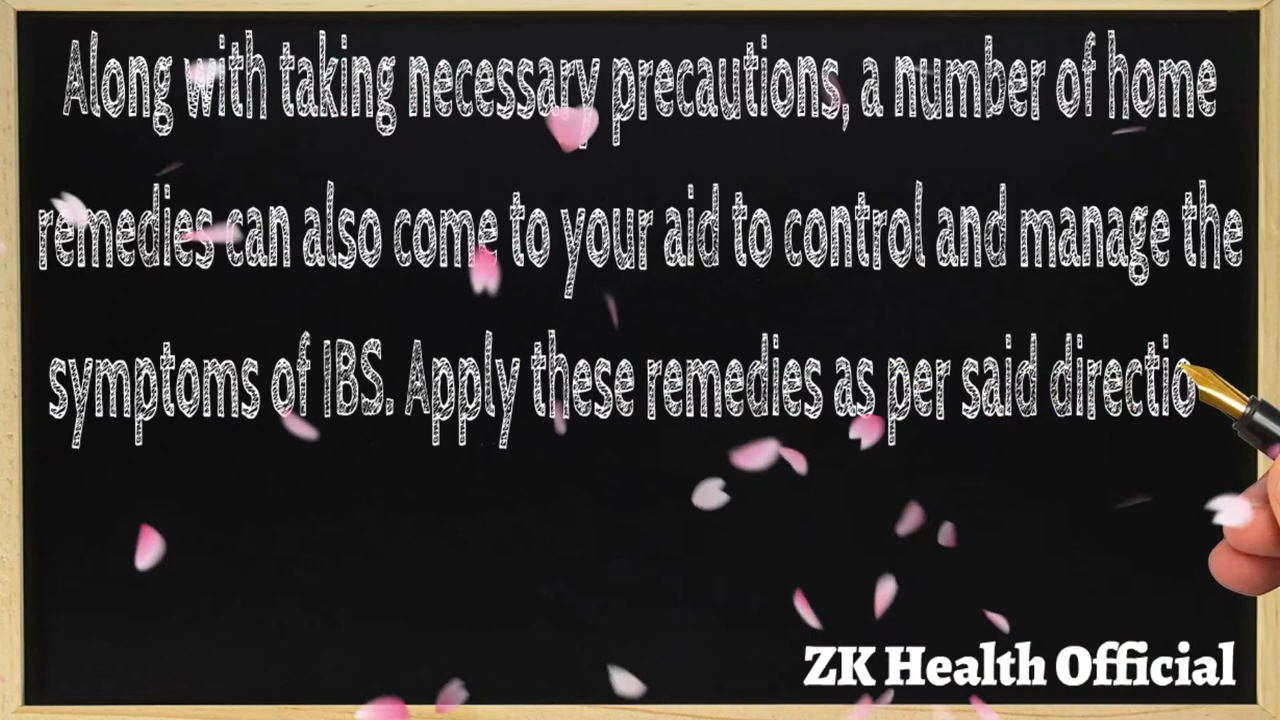 Along with taking necessary precautions, a number of home
remedies can also come to your aid to control and manage the
symptoms of IBS. Apply these remedies as per said directio
ZK Health Official